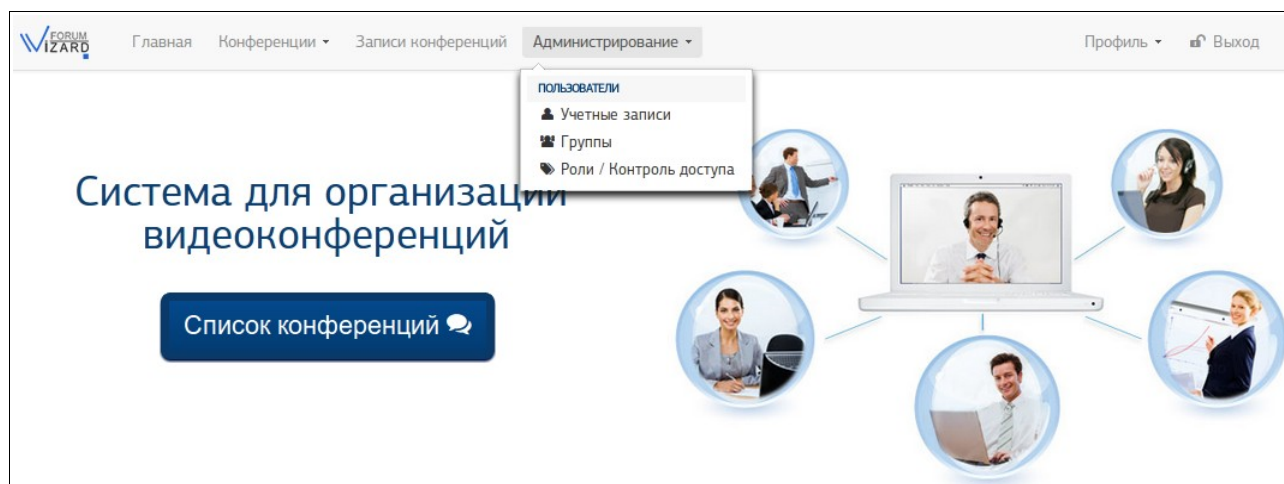 FORUM
WIZARD
Главная Конференции Записи конференций Администрирование Профиль Выход
ПОЛЬЗОВАТЕЛИ
Учетные записи
Группы
Роли / Контроль доступа
Система для организации
видеоконференций
Список конференций